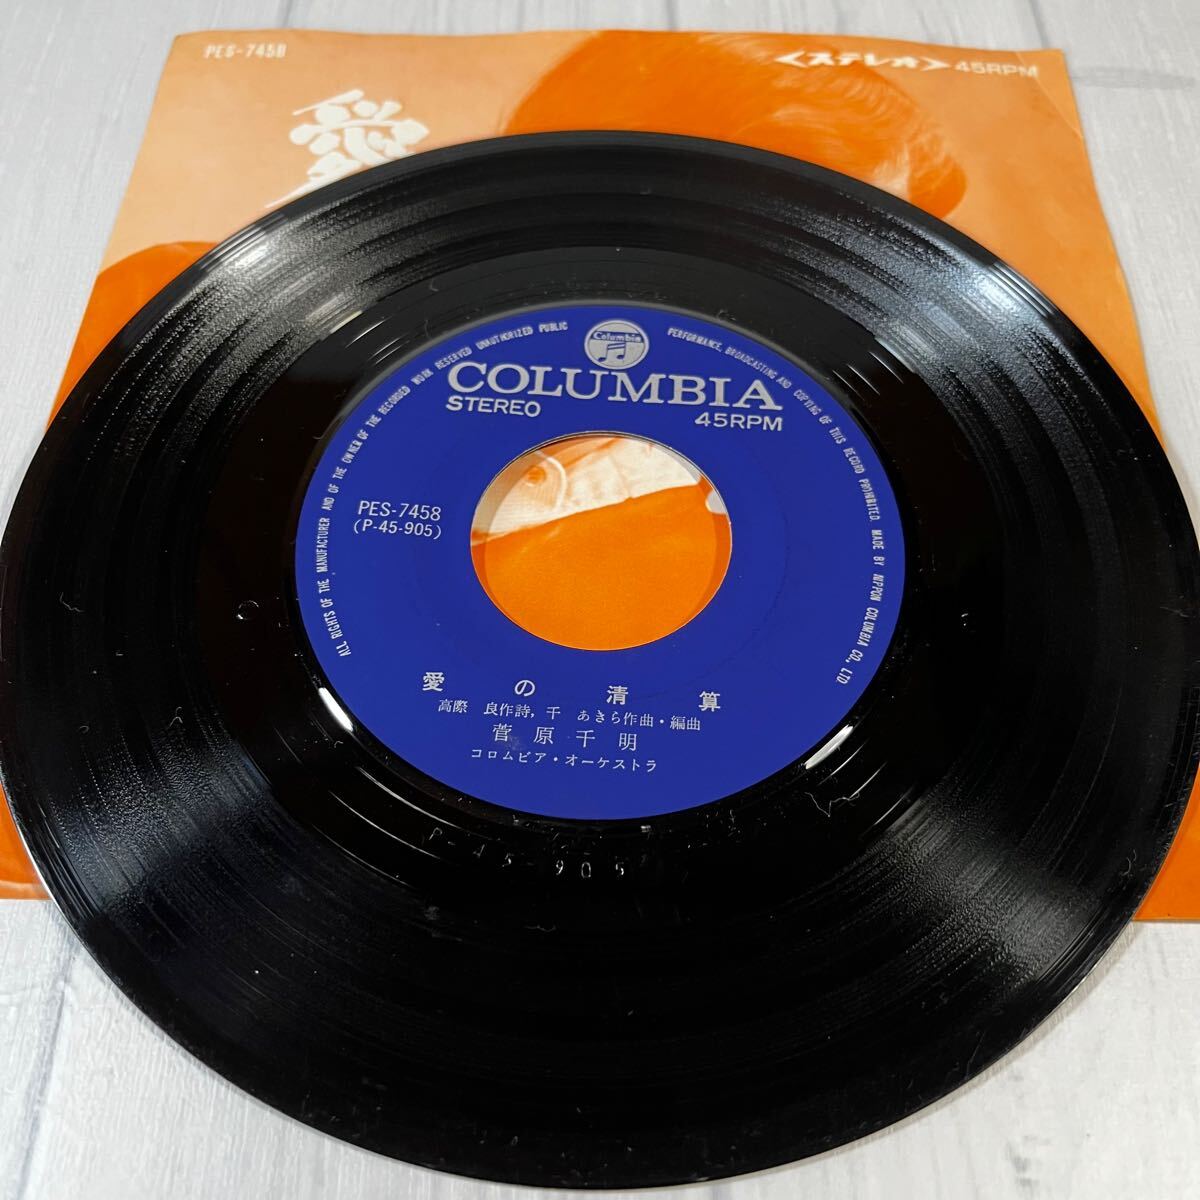 PES-7458
<ステレオ> 45RPM
愛
ALL RIGHTS OF THE MANUFACTURER AND OF THE OWNER OF THE RECORDED WORK RESERVED UNAUTHORIZED PUBLIC PERFORMANCE, BROADCASTING AND COPYING OF THIS RECORD PROHIBITED. MADE BY NIPPON COLUMBIA CO., LTD
Columbia
COLUMBIA
STEREO 45RPM
PES-7458
(P-45-905)
愛の清算
高際 良作詩, 千 あきら作曲・編曲
菅原千明
コロムビア・オーケストラ
P-45-905